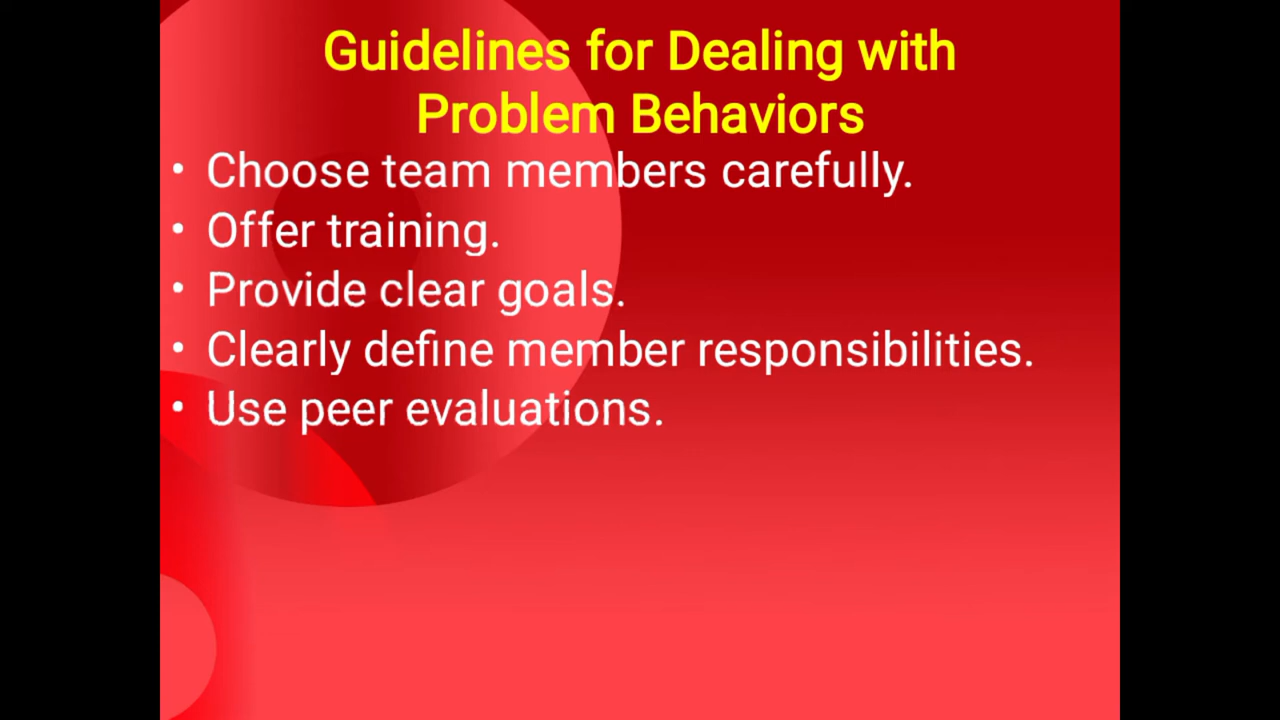 Guidelines for Dealing with
Problem Behaviors
• Choose team members carefully.
• Offer training.
• Provide clear goals.
• Clearly define member responsibilities.
• Use peer evaluations.